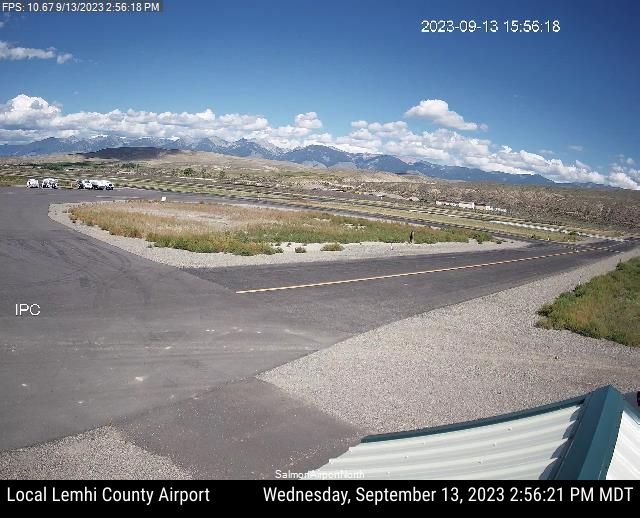 FPS: 10.67 9/13/2023 2:56:18 PM
2023-09-13 15:56:18
IPC
SalmonAirportNorth
Local Lemhi County Airport Wednesday, September 13, 2023 2:56:21 PM MDT